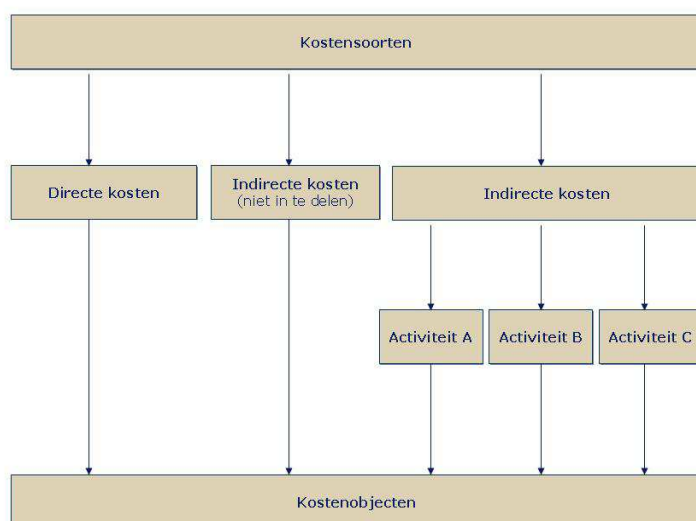 Kostensoorten
Directe kosten
Indirecte kosten
(niet in te delen)
Indirecte kosten
Activiteit A
Activiteit B
Activiteit C
Kostenobjecten